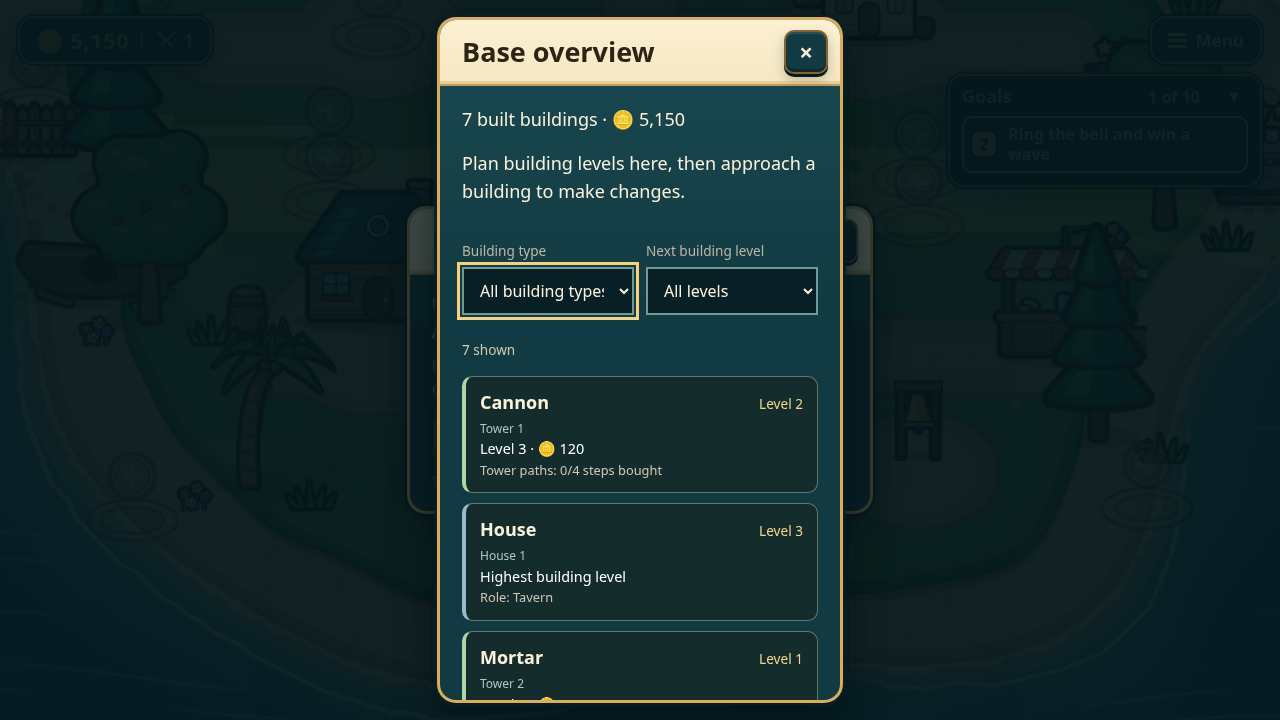 5,150
1
Menu
Goals
1 of 10
2
Ring the bell and win a
wave
Base overview
×
7 built buildings · 🪙 5,150
Plan building levels here, then approach a
building to make changes.
Building type
Next building level
All building types
All levels
7 shown
Cannon
Level 2
Tower 1
Level 3 · 🪙 120
Tower paths: 0/4 steps bought
House
Level 3
House 1
Highest building level
Role: Tavern
Mortar
Level 1
Tower 2